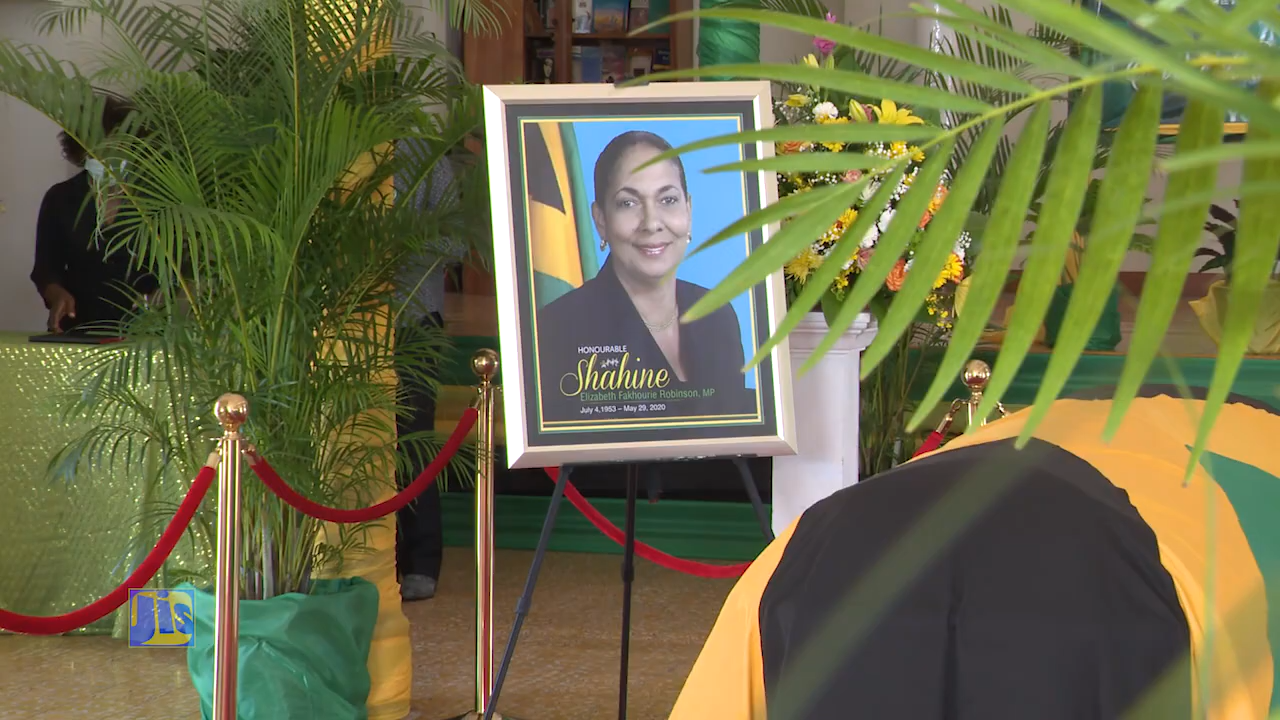 HONOURABLE
Shahine
Elizabeth Fakhourie Robinson, MP
July 4,1953 – May 29, 2020
Jis